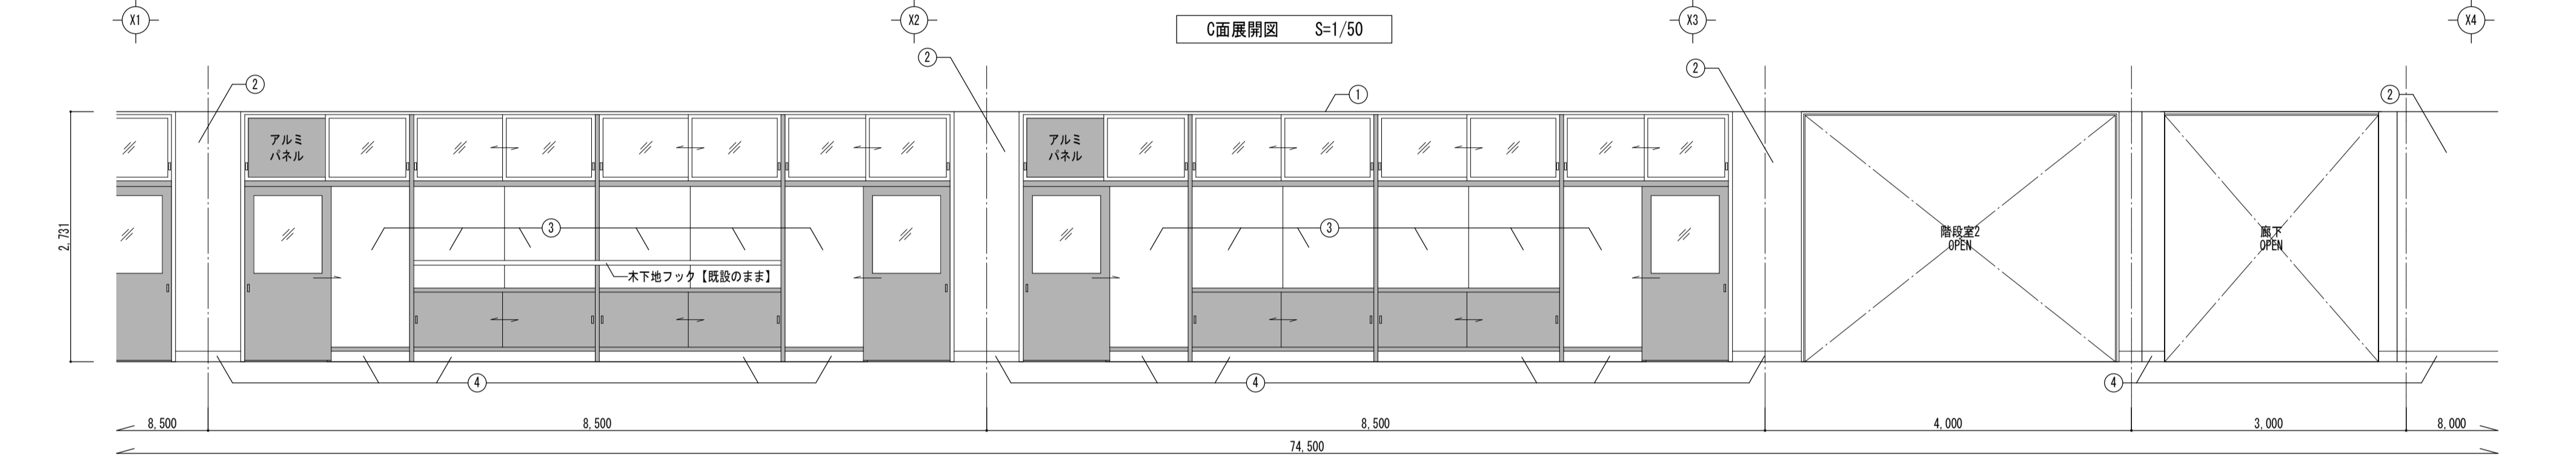 X1
X2
C面展開図 S=1/50
X3
X4
2
2
2
1
2
アルミ
パネル
アルミ
パネル
2,731
3
3
階段室2
OPEN
廊下
OPEN
木下地フック【既設のまま】
4
4
4
8,500
8,500
8,500
4,000
3,000
8,000
74,500